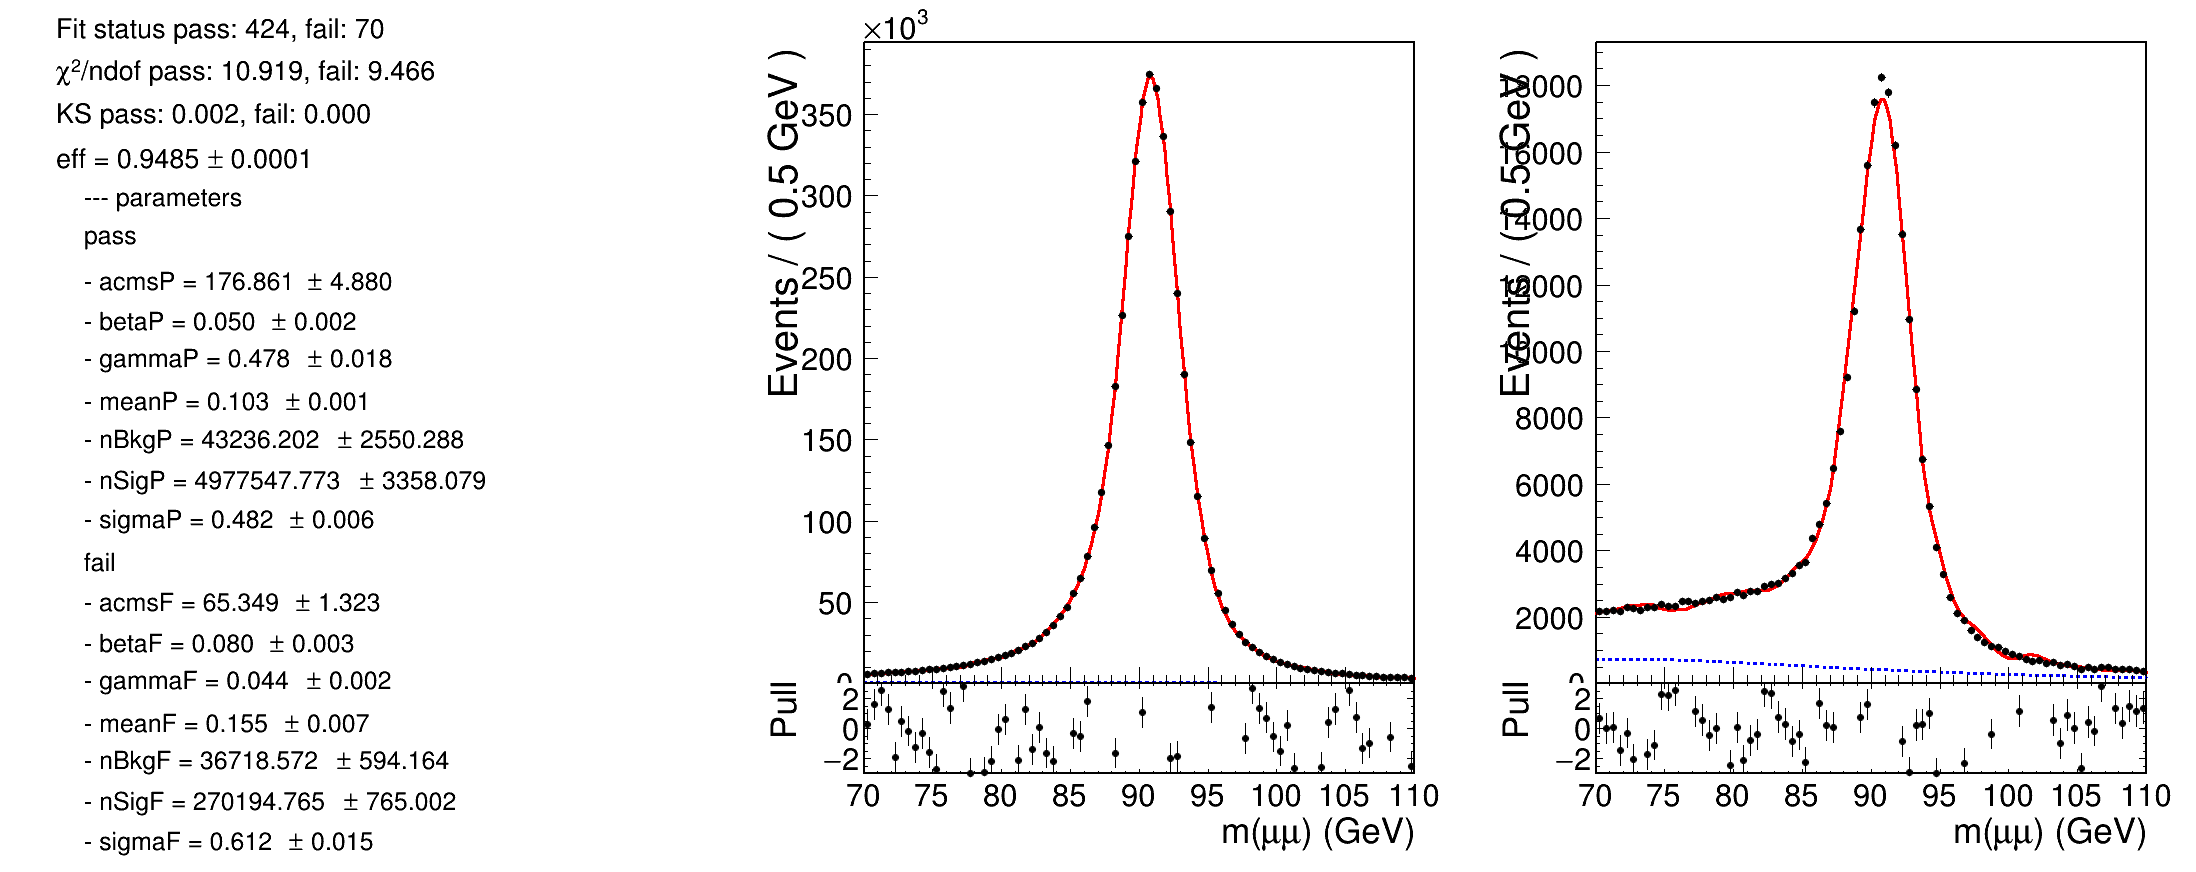 Fit status pass: 424, fail: 70
χ²/ndof pass: 10.919, fail: 9.466
KS pass: 0.002, fail: 0.000
eff = 0.9485 ± 0.0001
--- parameters
pass
- acmsP = 176.861 ± 4.880
- betaP = 0.050 ± 0.002
- gammaP = 0.478 ± 0.018
- meanP = 0.103 ± 0.001
- nBkgP = 43236.202 ± 2550.288
- nSigP = 4977547.773 ± 3358.079
- sigmaP = 0.482 ± 0.006
fail
- acmsF = 65.349 ± 1.323
- betaF = 0.080 ± 0.003
- gammaF = 0.044 ± 0.002
- meanF = 0.155 ± 0.007
- nBkgF = 36718.572 ± 594.164
- nSigF = 270194.765 ± 765.002
- sigmaF = 0.612 ± 0.015
×10³
Events / ( 0.5 GeV )
350
300
250
200
150
100
50
0
Pull
2
0
−2
70 75 80 85 90 95 100 105 110
m(μμ) (GeV)
Events / ( 0.5 GeV )
18000
16000
14000
12000
10000
8000
6000
4000
2000
0
Pull
2
0
−2
70 75 80 85 90 95 100 105 110
m(μμ) (GeV)